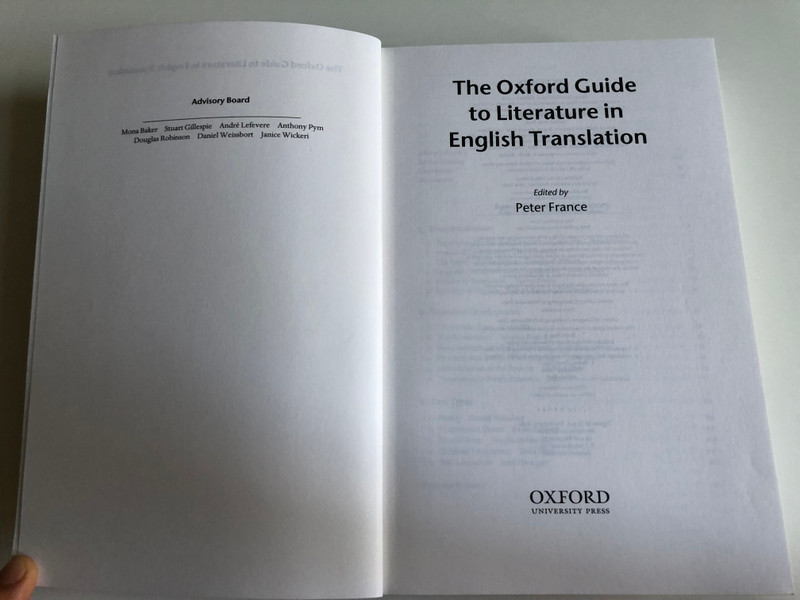 Advisory Board
Mona Baker Stuart Gillespie André Lefevere Anthony Pym
Douglas Robinson Daniel Weissbort Janice Wickeri
The Oxford Guide
to Literature in
English Translation
Edited by
Peter France
OXFORD
UNIVERSITY PRESS